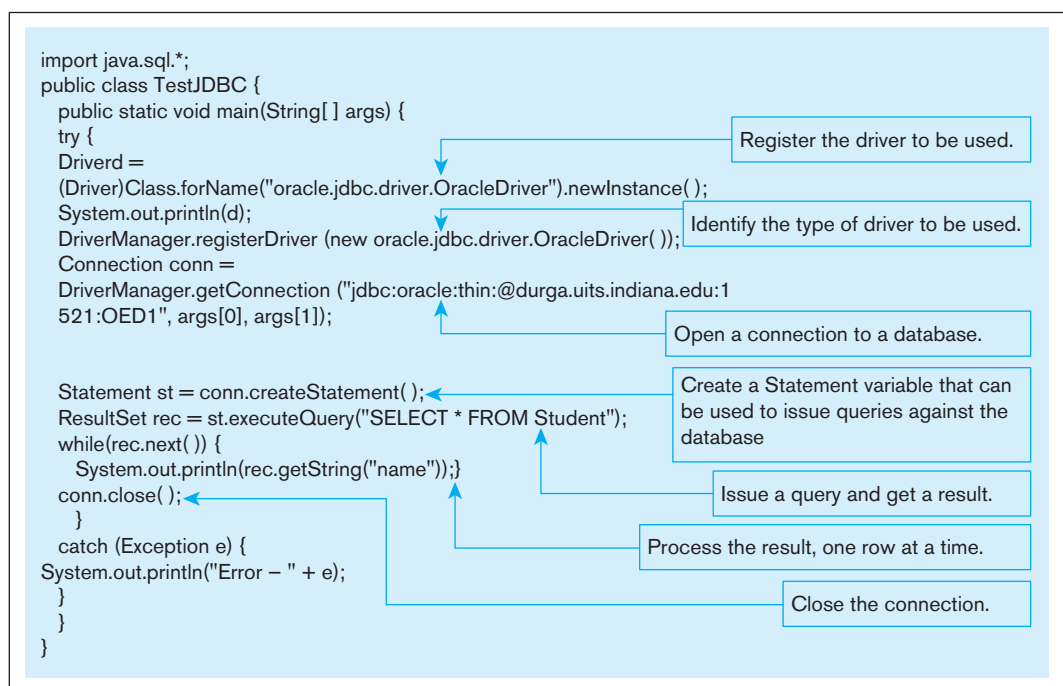 import java.sql.*;
public class TestJDBC {
public static void main(String[ ] args) {
try {
Driverd =
(Driver)Class.forName("oracle.jdbc.driver.OracleDriver").newInstance( );
System.out.println(d);
DriverManager.registerDriver (new oracle.jdbc.driver.OracleDriver( ));
Connection conn =
DriverManager.getConnection ("jdbc:oracle:thin:@durga.uits.indiana.edu:1
521:OED1", args[0], args[1]);
Statement st = conn.createStatement( );
ResultSet rec = st.executeQuery("SELECT * FROM Student");
while(rec.next( )) {
System.out.println(rec.getString("name"));}
conn.close( );
}
catch (Exception e) {
System.out.println("Error – " + e);
}
}
}
Register the driver to be used.
Identify the type of driver to be used.
Open a connection to a database.
Create a Statement variable that can
be used to issue queries against the
database
Issue a query and get a result.
Process the result, one row at a time.
Close the connection.